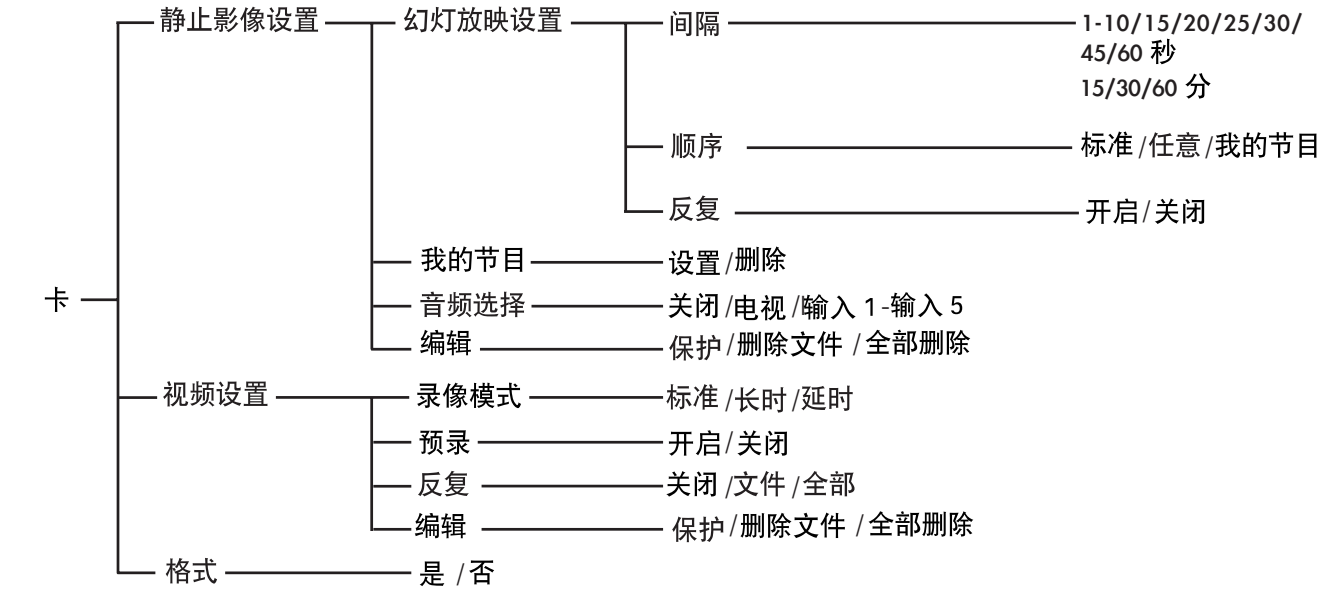 静止影像设置 幻灯放映设置 间隔 1-10/15/20/25/30/
45/60 秒
15/30/60 分
顺序 标准/任意/我的节目
反复 开启/关闭
我的节目 设置/删除
卡 音频选择 关闭/电视/输入 1-输入 5
编辑 保护/删除文件 /全部删除
视频设置 录像模式 标准/长时/延时
预录 开启/关闭
反复 关闭/文件/全部
编辑 保护/删除文件 /全部删除
格式 是 /否